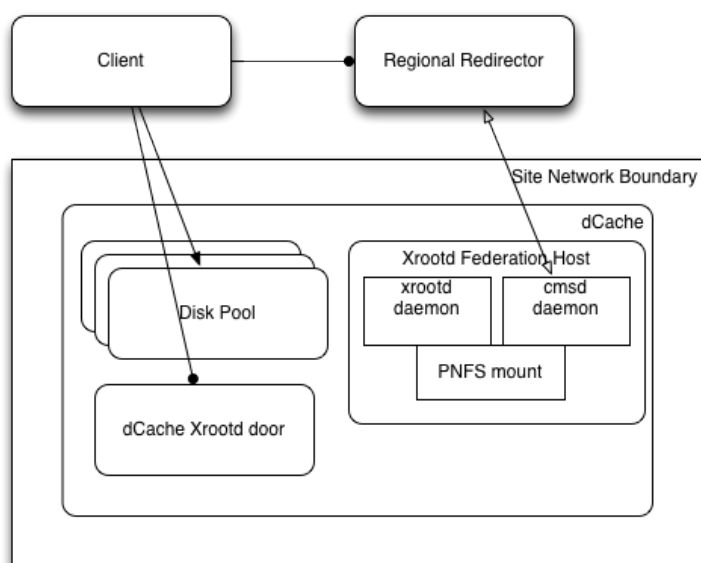 Client
Regional Redirector
Site Network Boundary
dCache
Xrootd Federation Host
xrootd
daemon
cmsd
daemon
Disk Pool
PNFS mount
dCache Xrootd door